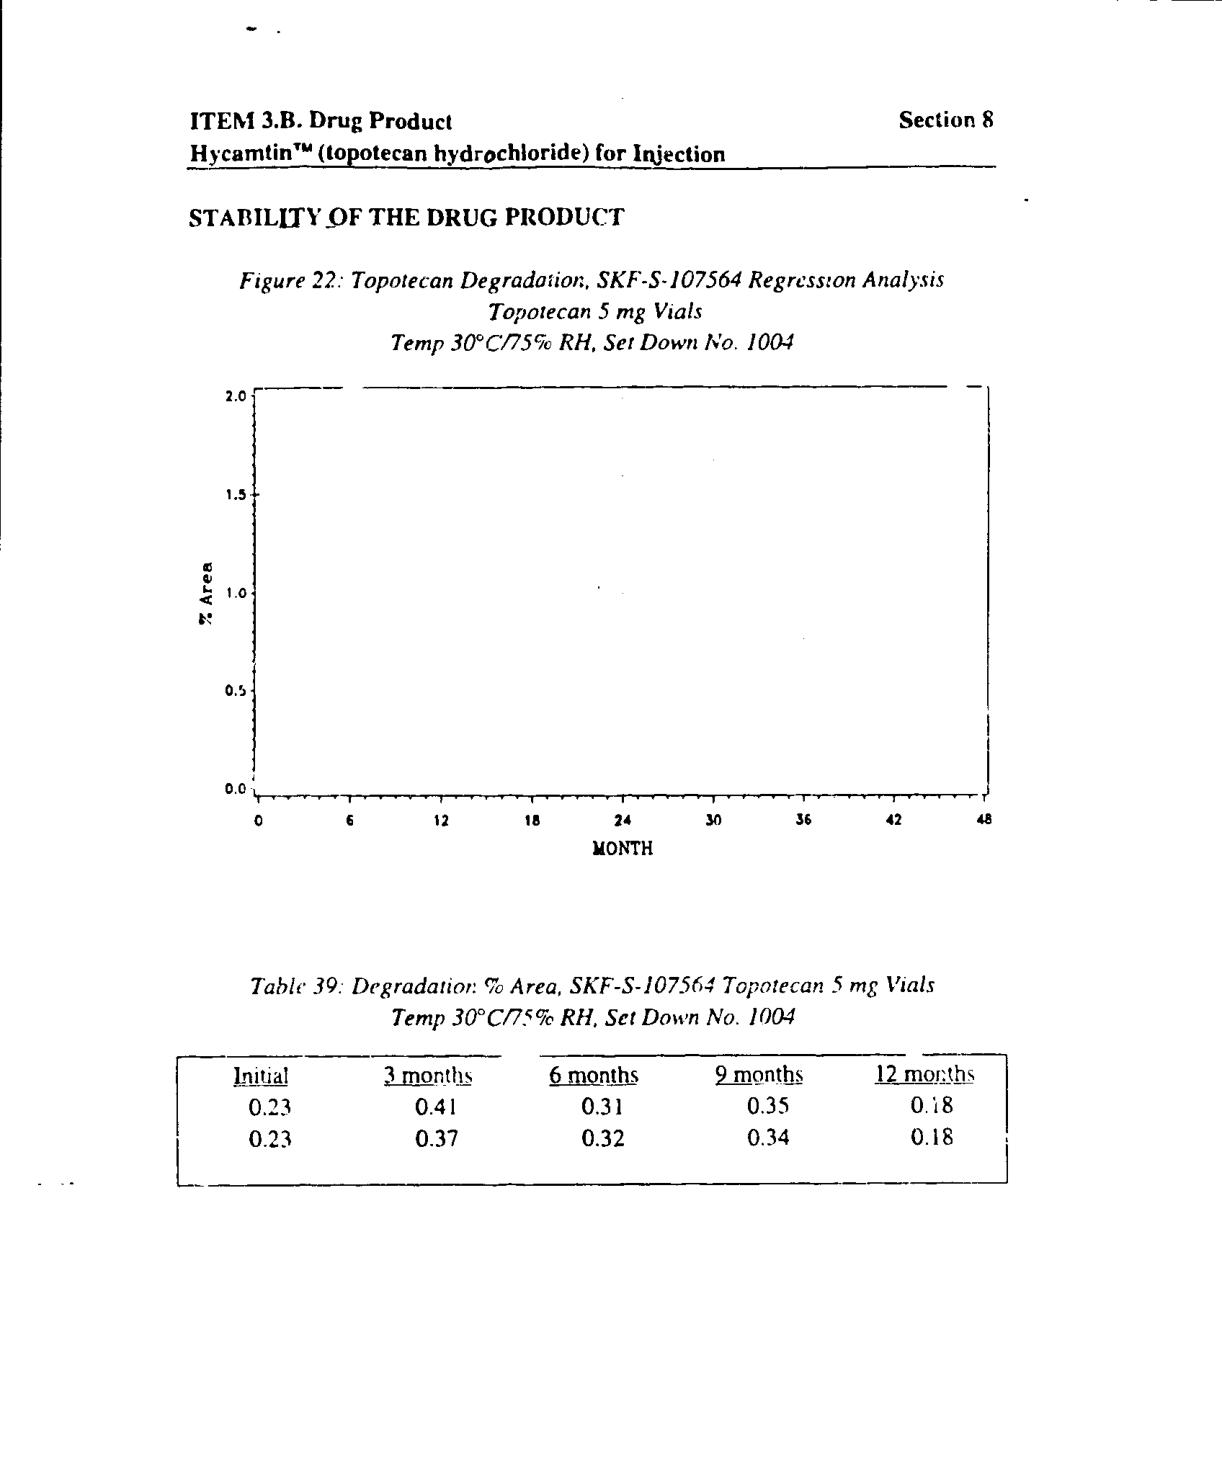 ITEM 3.B. Drug Product Section 8
Hycamtin™ (topotecan hydrochloride) for Injection
STABILITY OF THE DRUG PRODUCT
Figure 22: Topotecan Degradation, SKF-S-107564 Regression Analysis
Topotecan 5 mg Vials
Temp 30°C/75% RH, Set Down No. 1004
2.0
1.5
1.0
0.5
0.0
% Area
0 6 12 18 24 30 36 42 48
MONTH
Table 39: Degradation % Area, SKF-S-107564 Topotecan 5 mg Vials
Temp 30°C/75% RH, Set Down No. 1004
Initial 3 months 6 months 9 months 12 months
0.23 0.41 0.31 0.35 0.18
0.23 0.37 0.32 0.34 0.18